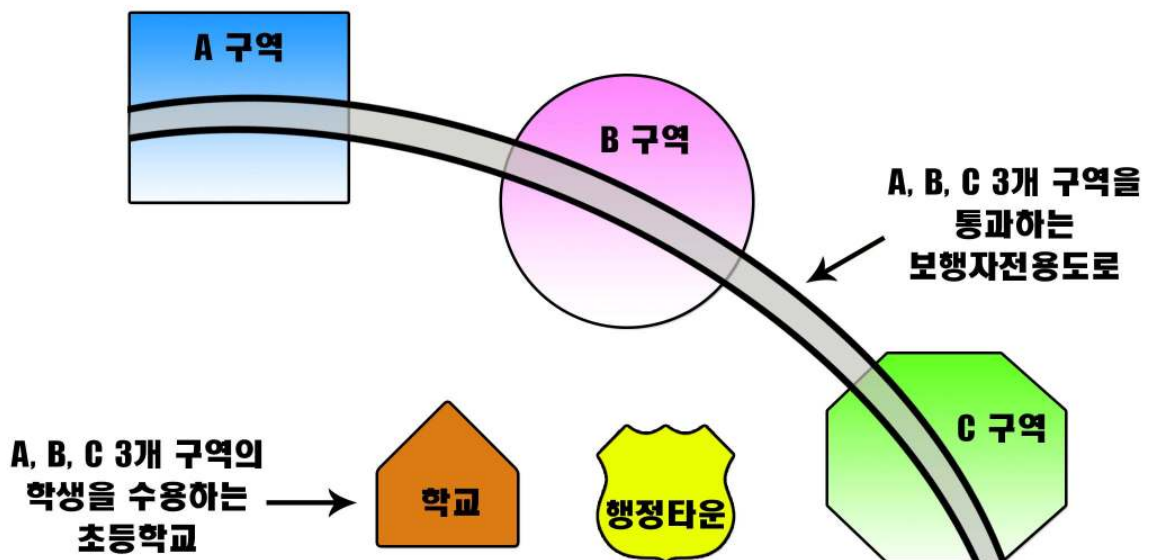 A 구역
B 구역
A, B, C 3개 구역을
통과하는
보행자전용도로
C 구역
A, B, C 3개 구역의
학생을 수용하는
초등학교
학교
행정타운